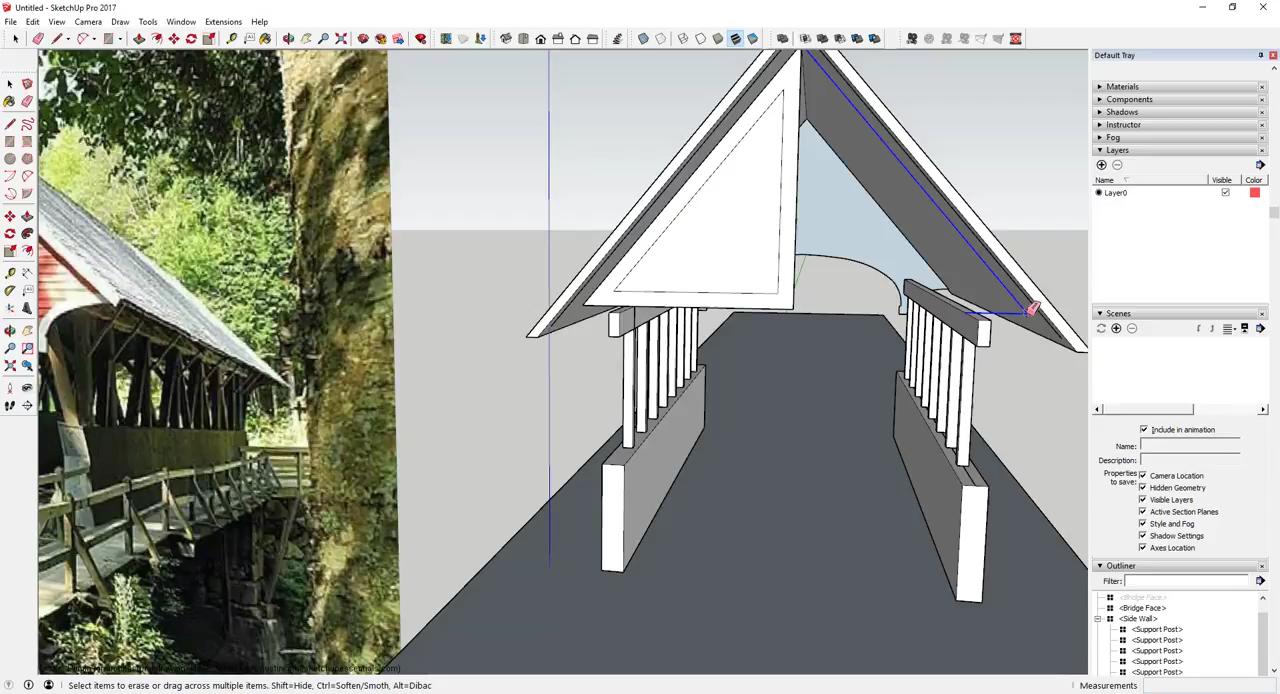 Untitled - SketchUp Pro 2017
File Edit View Camera Draw Tools Window Extensions Help
Default Tray
Materials
Components
Shadows
Instructor
Fog
Layers
Name Visible Color
Layer0
Scenes
Include in animation
Name:
Description:
Properties to save:
Camera Location
Hidden Geometry
Visible Layers
Active Section Planes
Style and Fog
Shadow Settings
Axes Location
Outliner
Filter:
<Bridge Face>
<Bridge Face>
<Side Wall>
<Support Post>
<Support Post>
<Support Post>
<Support Post>
<Support Post>
Select items to erase or drag across multiple items. Shift=Hide, Ctrl=Soften/Smoth, Alt=Dibac
Measurements